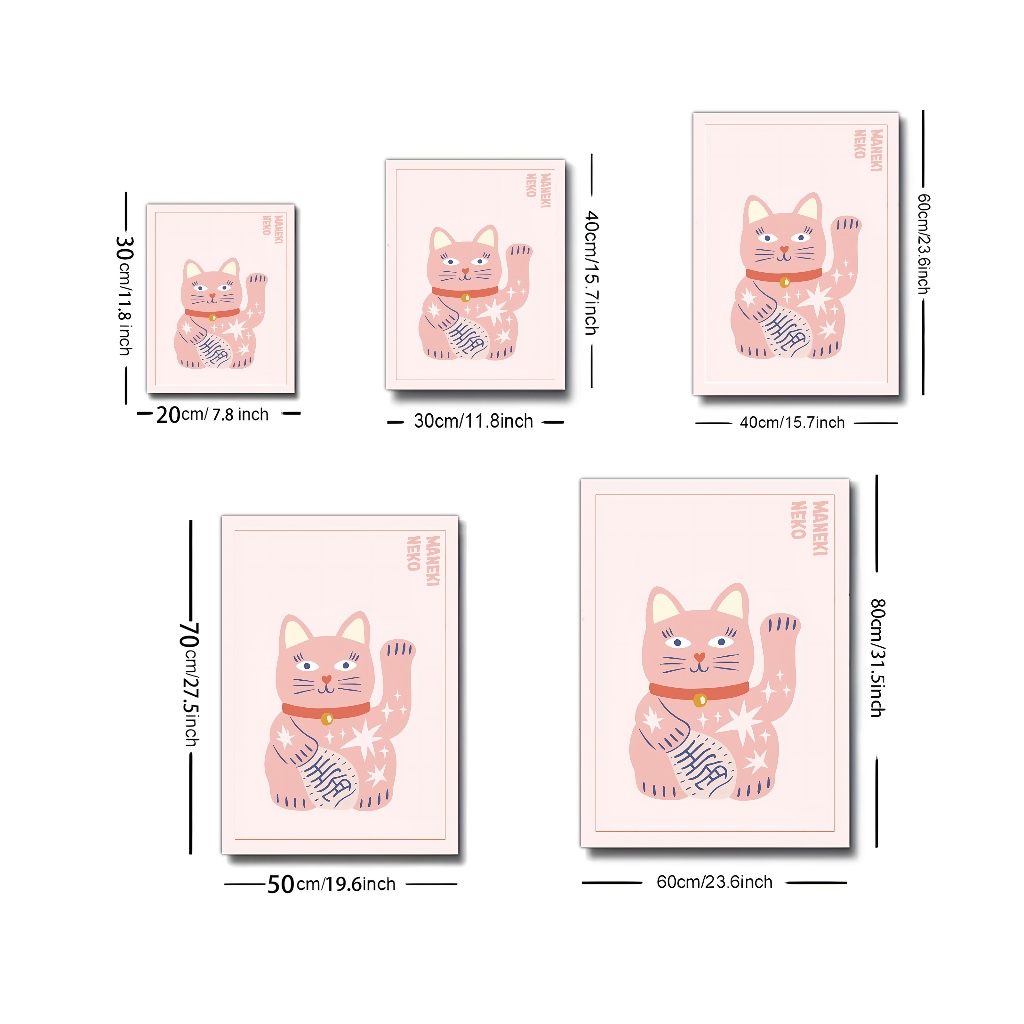 MANEKI
NEKO
30cm/11.8 inch
20cm/ 7.8 inch
MANEKI
NEKO
40cm/15.7inch
30cm/11.8inch
MANEKI
NEKO
60cm/23.6inch
40cm/15.7inch
MANEKI
NEKO
70cm/27.5inch
50cm/19.6inch
MANEKI
NEKO
80cm/31.5inch
60cm/23.6inch